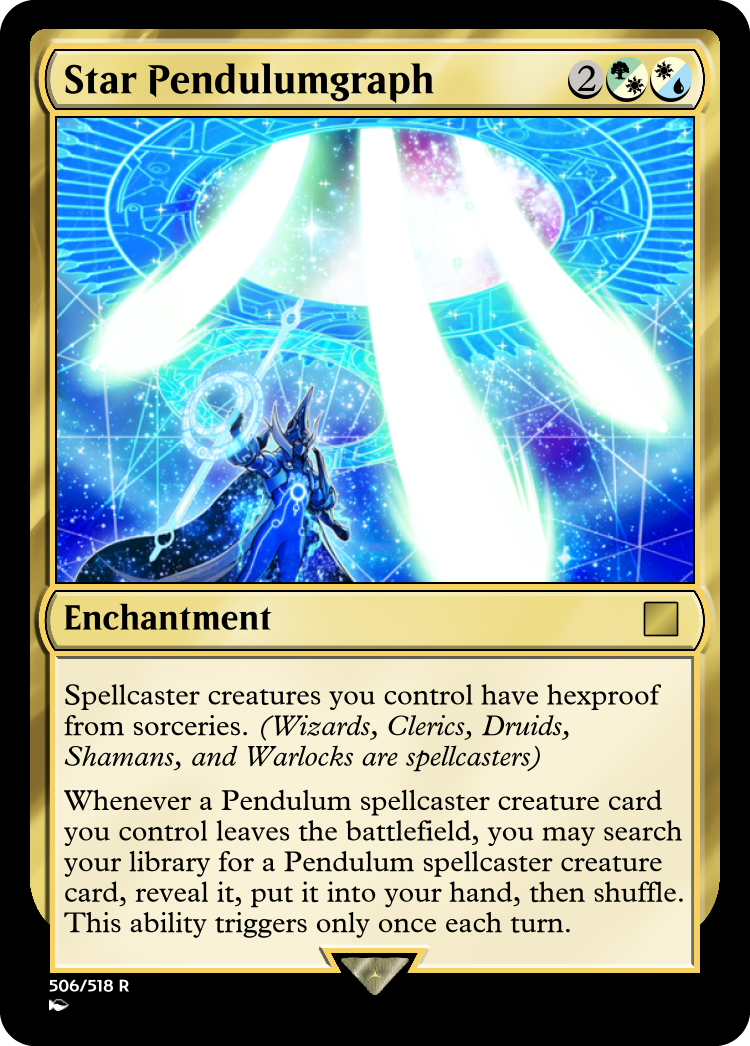 Star Pendulumgraph
2
Enchantment
Spellcaster creatures you control have hexproof
from sorceries. (Wizards, Clerics, Druids,
Shamans, and Warlocks are spellcasters)
Whenever a Pendulum spellcaster creature card
you control leaves the battlefield, you may search
your library for a Pendulum spellcaster creature
card, reveal it, put it into your hand, then shuffle.
This ability triggers only once each turn.
506/518 R